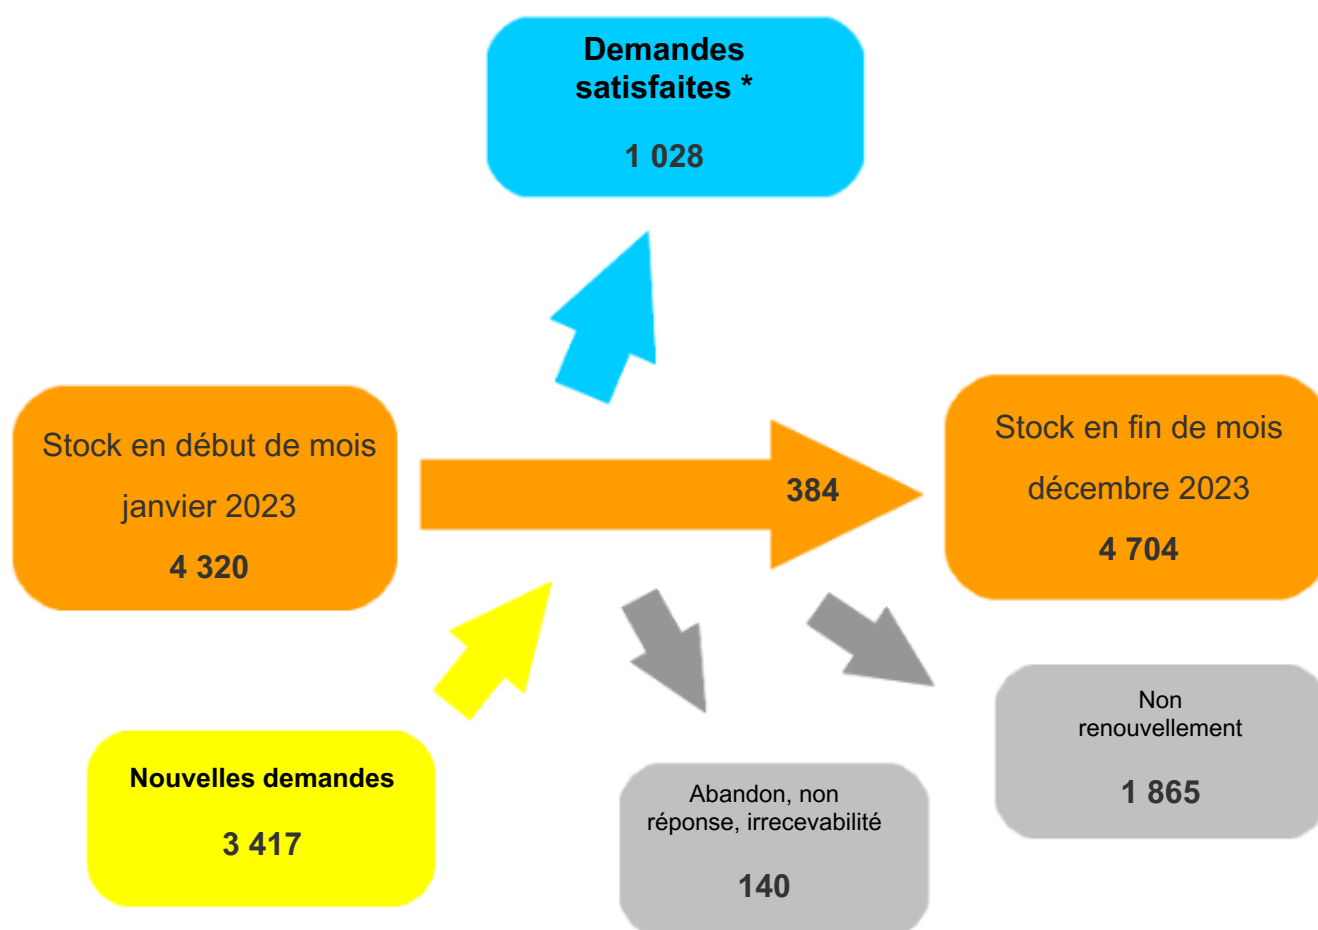 Demandes
satisfaites *
1 028
Stock en début de mois
janvier 2023
4 320
384
Stock en fin de mois
décembre 2023
4 704
Nouvelles demandes
3 417
Abandon, non
réponse, irrecevabilité
140
Non
renouvellement
1 865